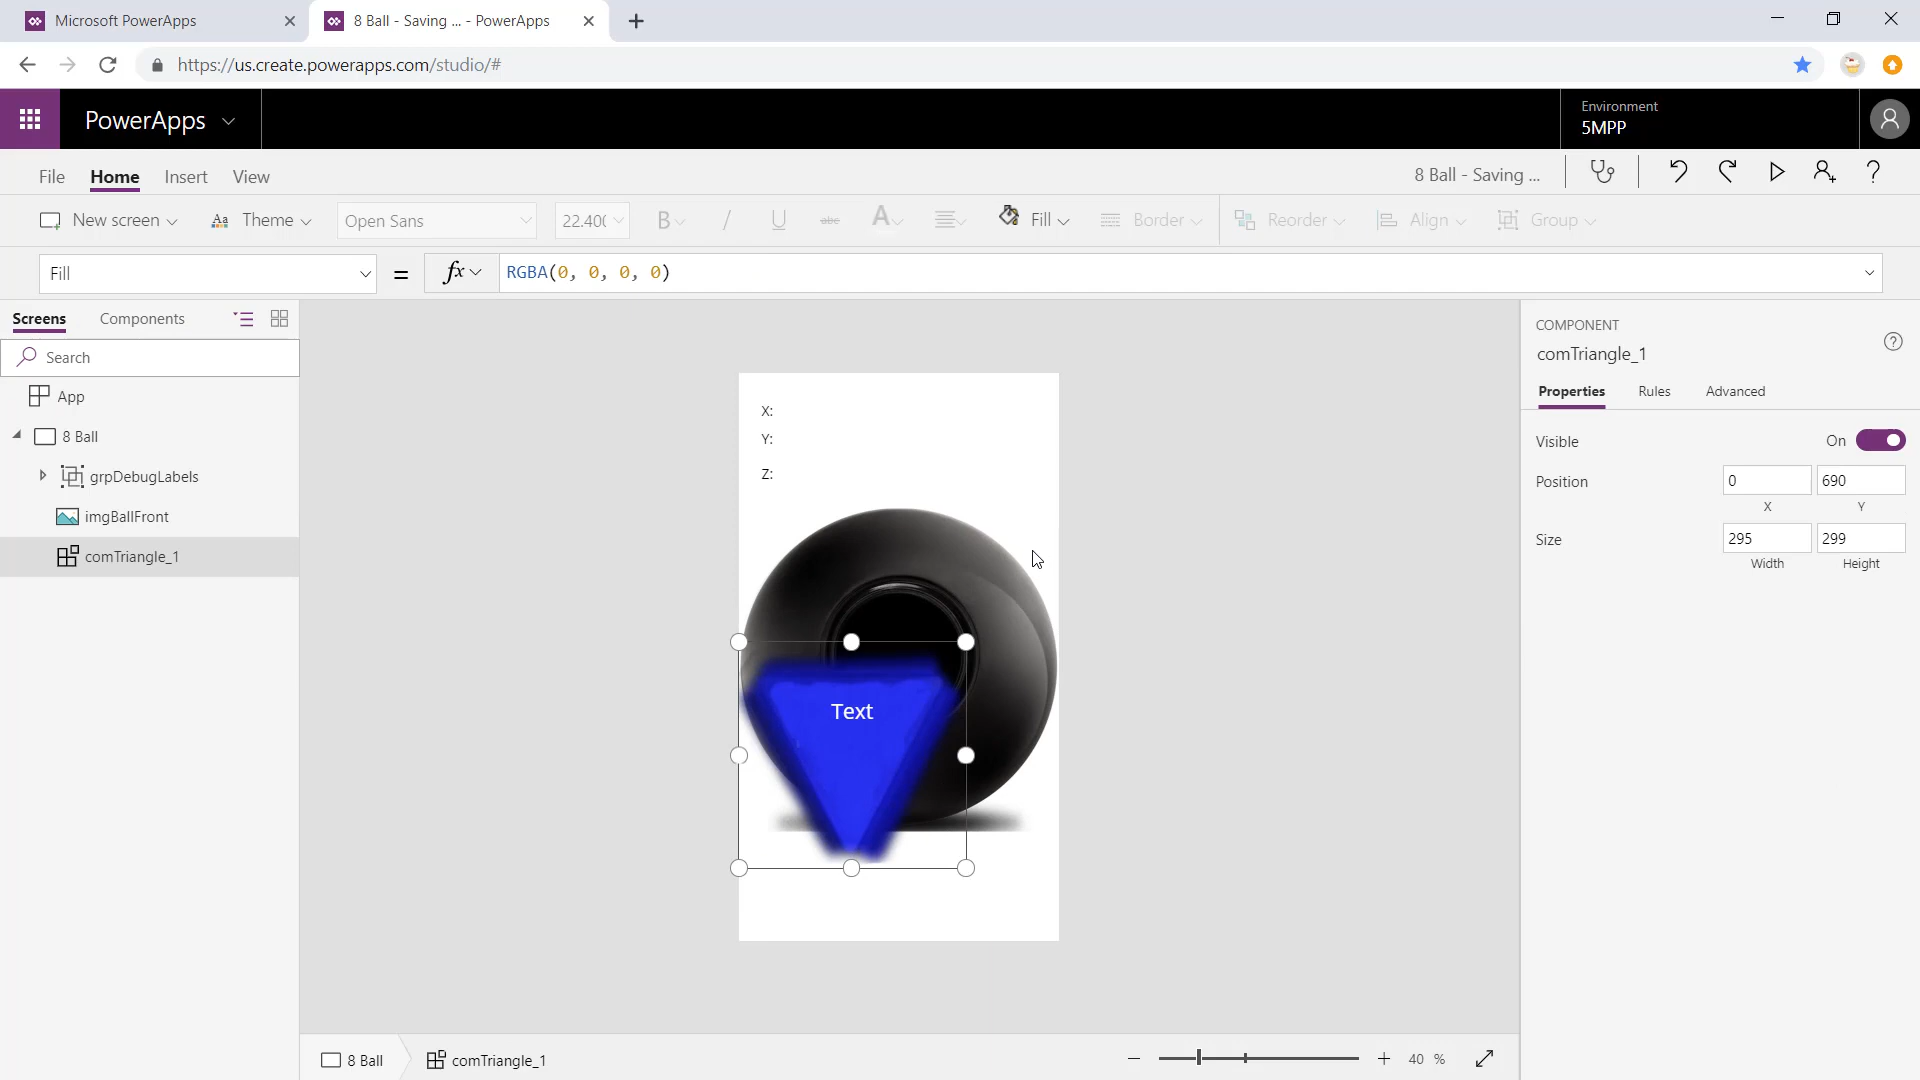 Microsoft PowerApps
8 Ball - Saving ... - PowerApps
https://us.create.powerapps.com/studio/#
PowerApps
Environment
5MPP
File
Home
Insert
View
8 Ball - Saving ...
New screen
Theme
Open Sans
22.40
B
I
U
abc
A
Fill
Border
Reorder
Align
Group
Fill
=
fx
RGBA(0, 0, 0, 0)
Screens
Components
Search
App
8 Ball
grpDebugLabels
imgBallFront
comTriangle_1
X:
Y:
Z:
Text
COMPONENT
comTriangle_1
Properties
Rules
Advanced
Visible
On
Position
0
690
X
Y
Size
295
299
Width
Height
8 Ball
comTriangle_1
40 %